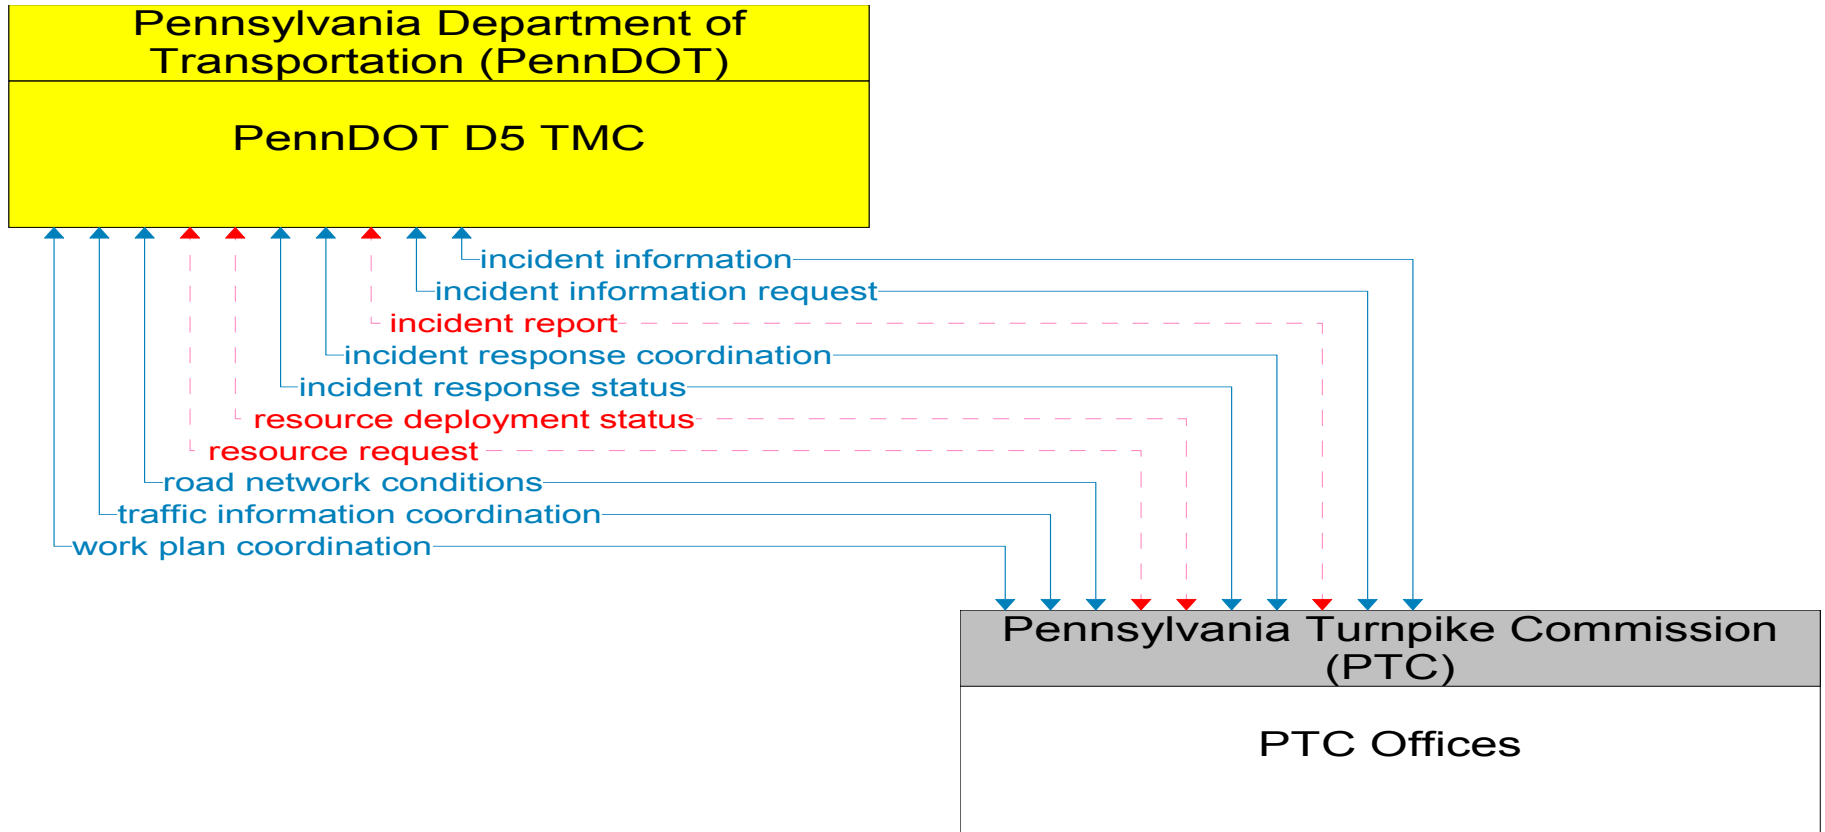 Pennsylvania Department of
Transportation (PennDOT)
PennDOT D5 TMC
incident information
incident information request
incident report
incident response coordination
incident response status
resource deployment status
resource request
road network conditions
traffic information coordination
work plan coordination
Pennsylvania Turnpike Commission
(PTC)
PTC Offices